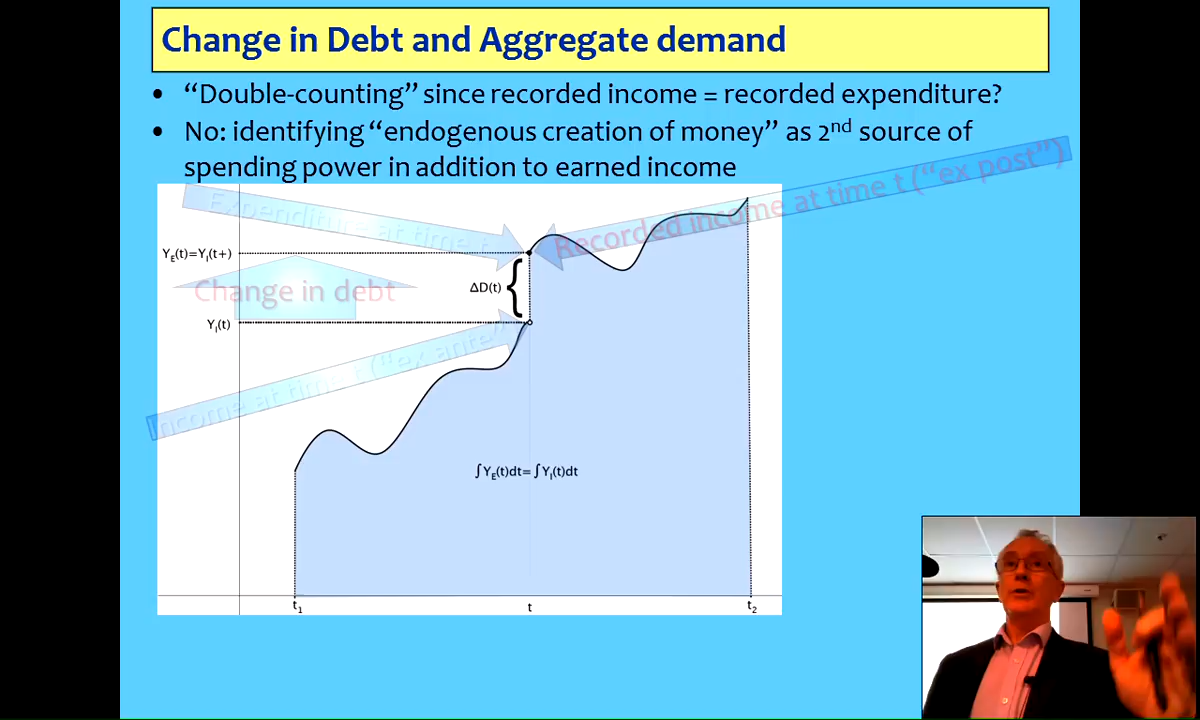 Change in Debt and Aggregate demand
• “Double-counting” since recorded income = recorded expenditure?
• No: identifying “endogenous creation of money” as 2nd source of
spending power in addition to earned income
Expenditure at time t
Recorded income at time t (“ex post”)
YE(t)=YI(t+)
Change in debt
ΔD(t)
YI(t)
Income at time t (“ex ante”)
∫YE(t)dt= ∫YI(t)dt
t1
t
t2